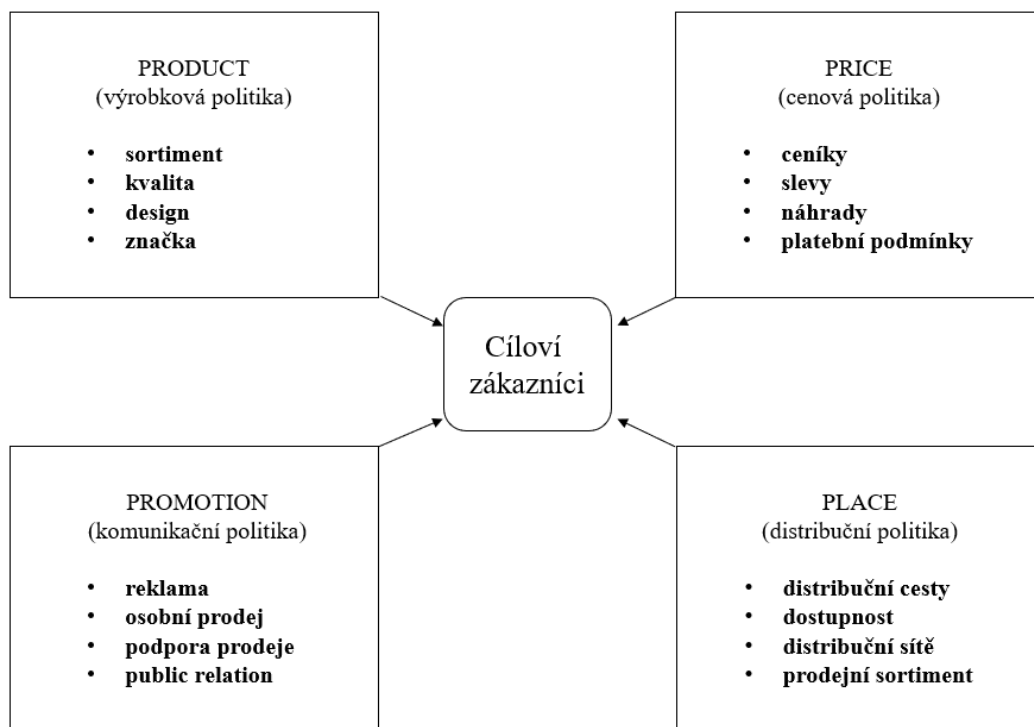 PRODUCT
(výrobková politika)
• sortiment
• kvalita
• design
• značka
PRICE
(cenová politika)
• ceníky
• slevy
• náhrady
• platební podmínky
Cíloví
zákazníci
PROMOTION
(komunikační politika)
• reklama
• osobní prodej
• podpora prodeje
• public relation
PLACE
(distribuční politika)
• distribuční cesty
• dostupnost
• distribuční sítě
• prodejní sortiment